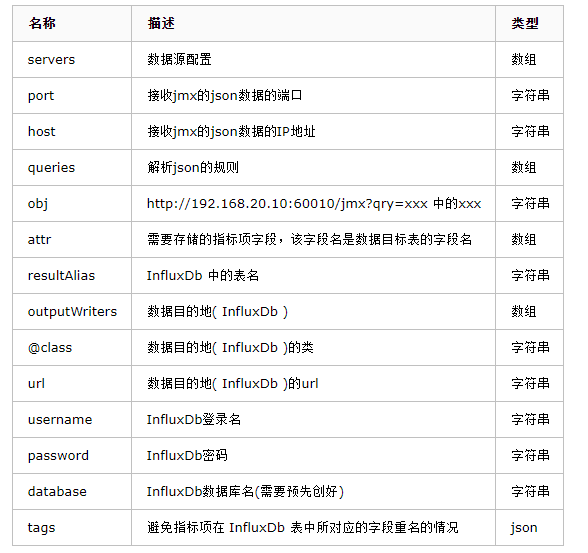 名称 描述 类型
servers 数据源配置 数组
port 接收jmx的json数据的端口 字符串
host 接收jmx的json数据的IP地址 字符串
queries 解析json的规则 数组
obj http://192.168.20.10:60010/jmx?qry=xxx 中的xxx 字符串
attr 需要存储的指标项字段，该字段名是数据目标表的字段名 数组
resultAlias InfluxDb 中的表名 字符串
outputWriters 数据目的地( InfluxDb ) 数组
@class 数据目的地( InfluxDb )的类 字符串
url 数据目的地( InfluxDb )的url 字符串
username InfluxDb登录名 字符串
password InfluxDb密码 字符串
database InfluxDb数据库名(需要预先创好) 字符串
tags 避免指标项在 InfluxDb 表中所对应的字段重名的情况 json